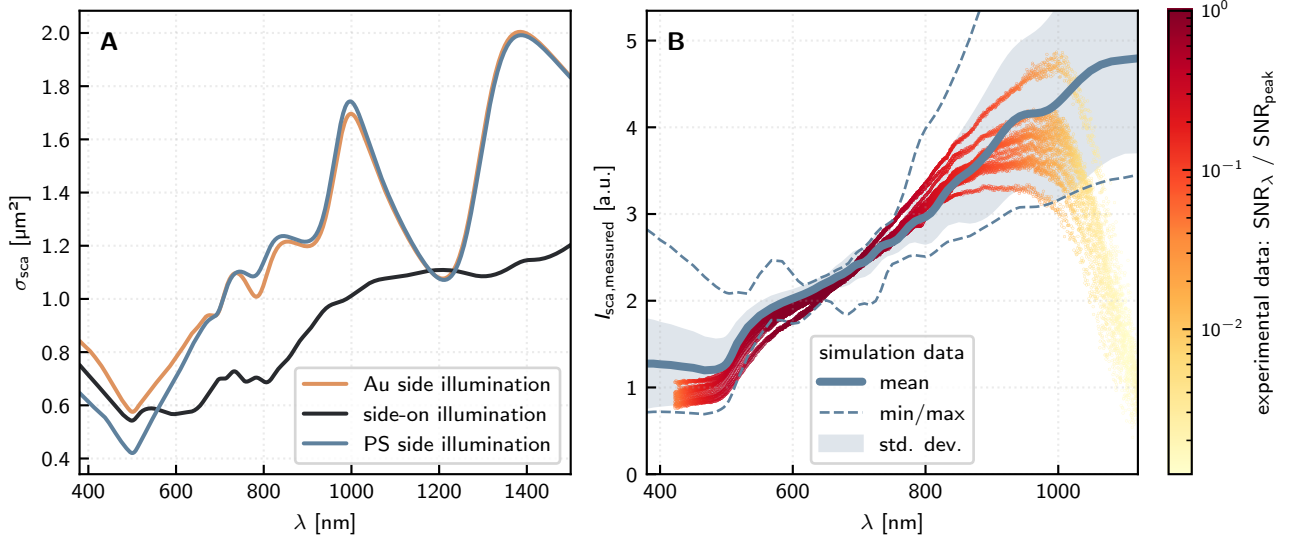 A
2.0
1.8
1.6
1.4
1.2
1.0
0.8
0.6
0.4
σsca [µm²]
400
600
800
1000
1200
1400
λ [nm]
Au side illumination
side-on illumination
PS side illumination
B
5
4
3
2
1
0
Isca,measured [a.u.]
400
600
800
1000
λ [nm]
simulation data
mean
min/max
std. dev.
10⁰
10⁻¹
10⁻²
experimental data: SNRλ / SNRpeak